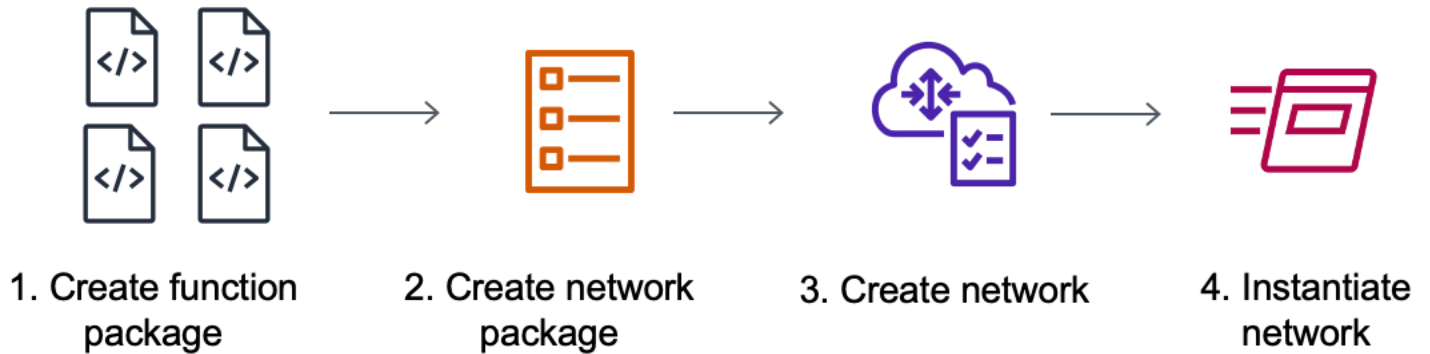 </>
</>
</>
</>
1. Create function
package
2. Create network
package
3. Create network
4. Instantiate
network